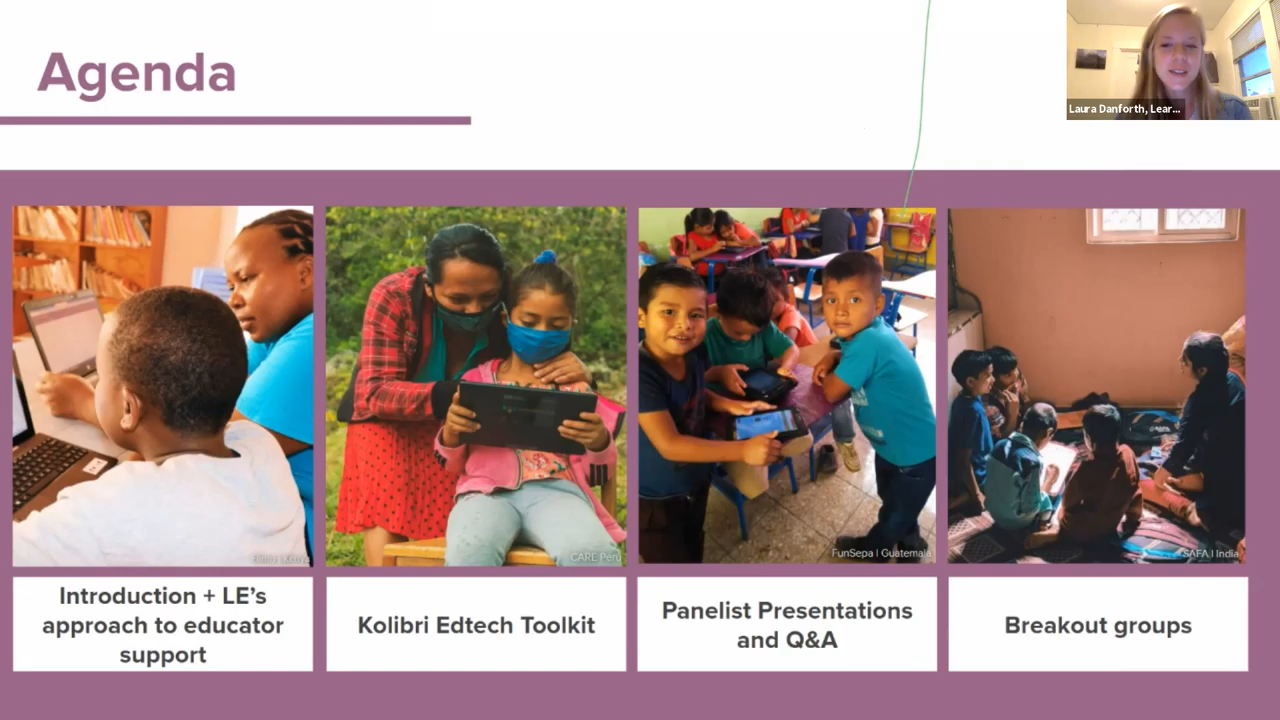 Agenda
Laura Danforth, Lear...
CARE Peru
FunSepa | Guatemala
SAFA | India
Introduction + LE's
approach to educator
support
Kolibri Edtech Toolkit
Panelist Presentations
and Q&A
Breakout groups